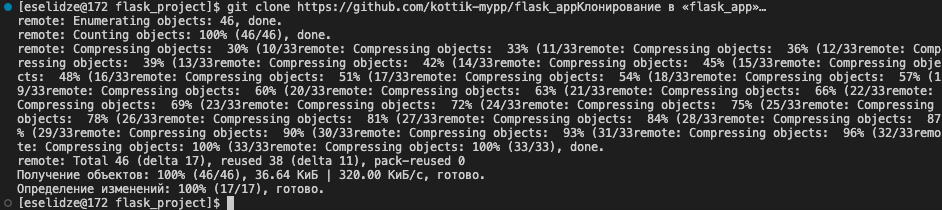 [eselidze@172 flask_project]$ git clone https://github.com/kottik-mypp/flask_appКлонирование в «flask_app»…
remote: Enumerating objects: 46, done.
remote: Counting objects: 100% (46/46), done.
remote: Compressing objects:  30% (10/33remote: Compressing objects:  33% (11/33remote: Compressing objects:  36% (12/33remote: Comp
ressing objects:  39% (13/33remote: Compressing objects:  42% (14/33remote: Compressing objects:  45% (15/33remote: Compressing obje
cts:  48% (16/33remote: Compressing objects:  51% (17/33remote: Compressing objects:  54% (18/33remote: Compressing objects:  57% (1
9/33remote: Compressing objects:  60% (20/33remote: Compressing objects:  63% (21/33remote: Compressing objects:  66% (22/33remote:
Compressing objects:  69% (23/33remote: Compressing objects:  72% (24/33remote: Compressing objects:  75% (25/33remote: Compressing
objects:  78% (26/33remote: Compressing objects:  81% (27/33remote: Compressing objects:  84% (28/33remote: Compressing objects:  87
% (29/33remote: Compressing objects:  90% (30/33remote: Compressing objects:  93% (31/33remote: Compressing objects:  96% (32/33remo
te: Compressing objects: 100% (33/33remote: Compressing objects: 100% (33/33), done.
remote: Total 46 (delta 17), reused 38 (delta 11), pack-reused 0
Получение объектов: 100% (46/46), 36.64 КиБ | 320.00 КиБ/с, готово.
Определение изменений: 100% (17/17), готово.
[eselidze@172 flask_project]$